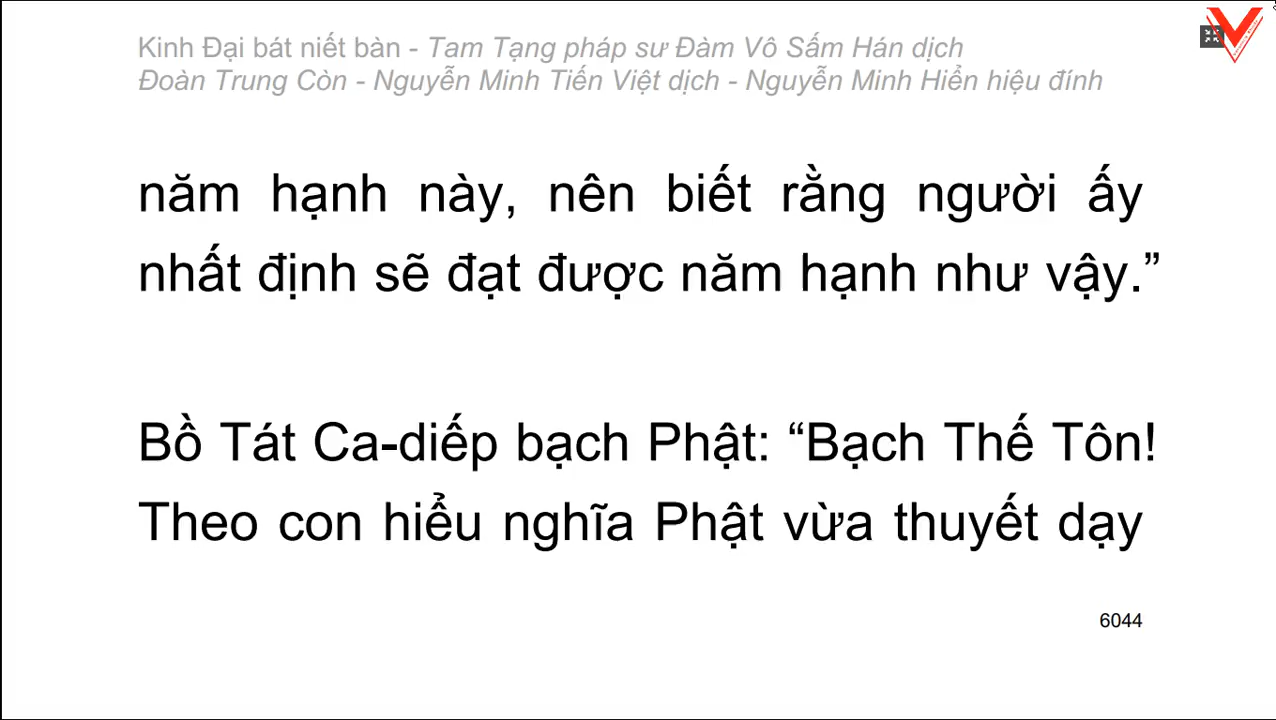 Kinh Đại bát niết bàn - Tam Tạng pháp sư Đàm Vô Sấm Hán dịch
Đoàn Trung Còn - Nguyễn Minh Tiến Việt dịch - Nguyễn Minh Hiển hiệu đính
năm hạnh này, nên biết rằng người ấy
nhất định sẽ đạt được năm hạnh như vậy.”
Bồ Tát Ca-diếp bạch Phật: “Bạch Thế Tôn!
Theo con hiểu nghĩa Phật vừa thuyết dạy
6044